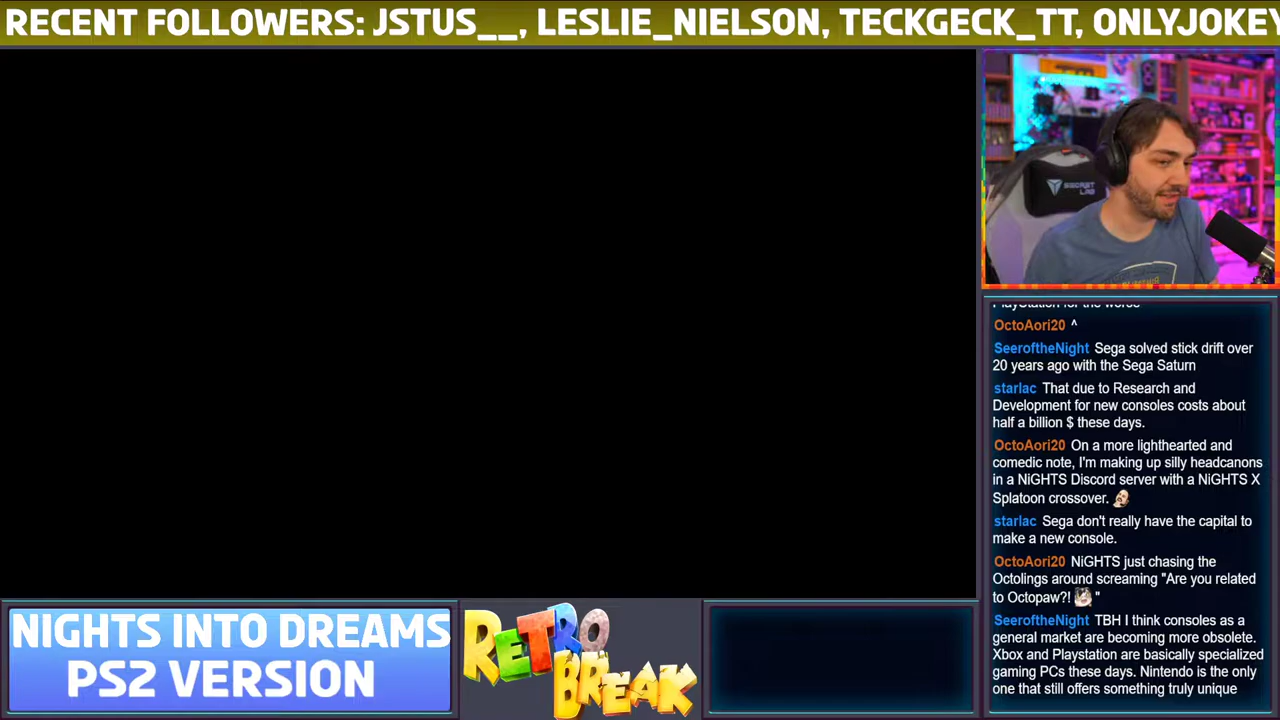 RECENT FOLLOWERS: JSTUS__, LESLIE_NIELSON, TECKGECK_TT, ONLYJOKEY
SECRET
LAB
PlayStation for the worse
OctoAori20 ^
SeeroftheNight Sega solved stick drift over
20 years ago with the Sega Saturn
starlac That due to Research and
Development for new consoles costs about
half a billion $ these days.
OctoAori20 On a more lighthearted and
comedic note, I'm making up silly headcanons
in a NiGHTS Discord server with a NiGHTS X
Splatoon crossover.
starlac Sega don't really have the capital to
make a new console.
OctoAori20 NiGHTS just chasing the
Octolings around screaming "Are you related
to Octopaw?! "
SeeroftheNight TBH I think consoles as a
general market are becoming more obsolete.
Xbox and Playstation are basically specialized
gaming PCs these days. Nintendo is the only
one that still offers something truly unique
NIGHTS INTO DREAMS
PS2 VERSION
RETRO
BREAK